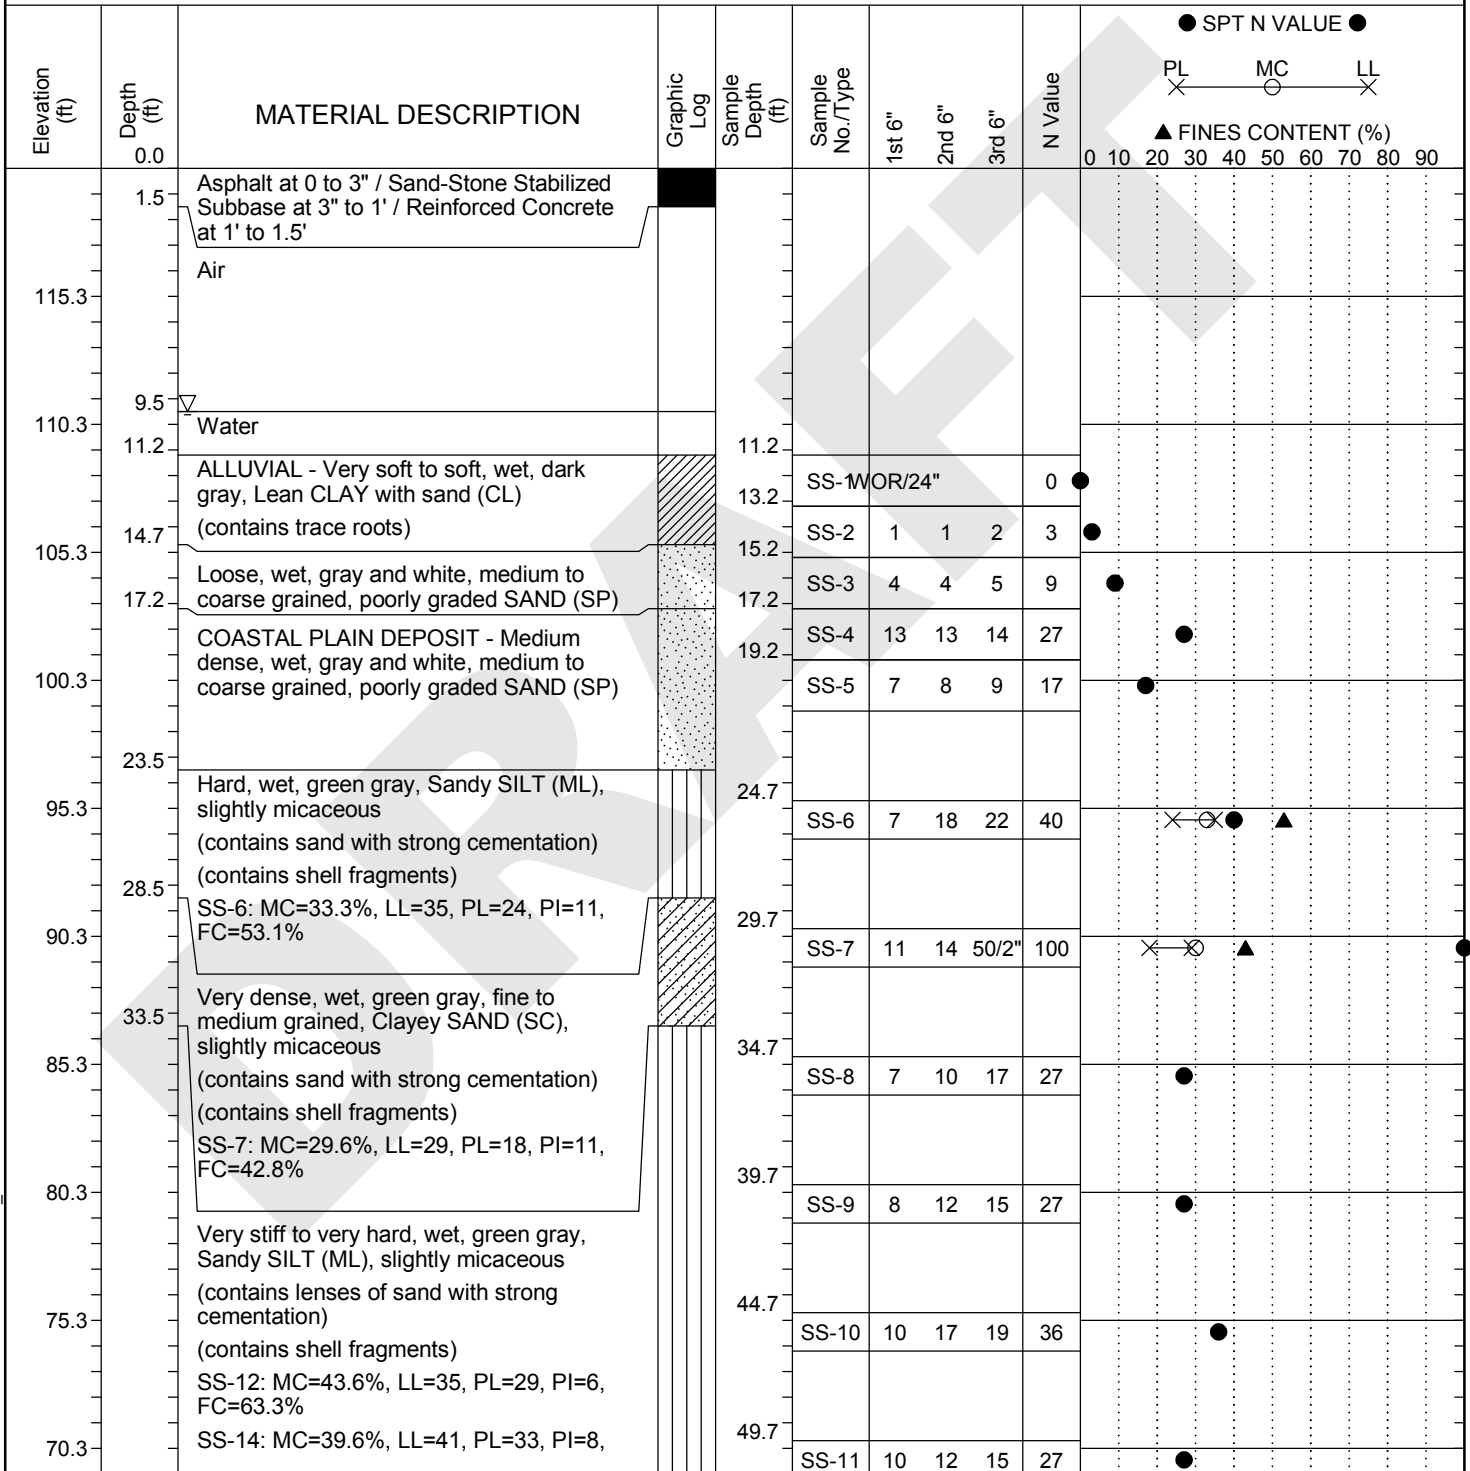 ● SPT N VALUE ●
PL MC LL
▲ FINES CONTENT (%)
0 10 20 30 40 50 60 70 80 90
Elevation (ft)
Depth (ft)
0.0
MATERIAL DESCRIPTION
Graphic Log
Sample Depth (ft)
Sample No./Type
1st 6"
2nd 6"
3rd 6"
N Value
1.5
Asphalt at 0 to 3" / Sand-Stone Stabilized
Subbase at 3" to 1' / Reinforced Concrete
at 1' to 1.5'
Air
115.3
9.5
110.3
Water
11.2 11.2
ALLUVIAL - Very soft to soft, wet, dark
gray, Lean CLAY with sand (CL)
(contains trace roots)
SS-1 WOR/24" 0
13.2
SS-2 1 1 2 3
14.7
15.2
105.3
Loose, wet, gray and white, medium to
coarse grained, poorly graded SAND (SP)
SS-3 4 4 5 9
17.2 17.2
COASTAL PLAIN DEPOSIT - Medium
dense, wet, gray and white, medium to
coarse grained, poorly graded SAND (SP)
SS-4 13 13 14 27
19.2
100.3
SS-5 7 8 9 17
23.5
Hard, wet, green gray, Sandy SILT (ML),
slightly micaceous
(contains sand with strong cementation)
(contains shell fragments)
SS-6: MC=33.3%, LL=35, PL=24, PI=11,
FC=53.1%
24.7
95.3
SS-6 7 18 22 40
28.5
29.7
90.3
SS-7 11 14 50/2" 100
Very dense, wet, green gray, fine to
medium grained, Clayey SAND (SC),
slightly micaceous
(contains sand with strong cementation)
(contains shell fragments)
SS-7: MC=29.6%, LL=29, PL=18, PI=11,
FC=42.8%
33.5
34.7
85.3
SS-8 7 10 17 27
39.7
80.3
SS-9 8 12 15 27
Very stiff to very hard, wet, green gray,
Sandy SILT (ML), slightly micaceous
(contains lenses of sand with strong
cementation)
(contains shell fragments)
SS-12: MC=43.6%, LL=35, PL=29, PI=6,
FC=63.3%
SS-14: MC=39.6%, LL=41, PL=33, PI=8,
44.7
75.3
SS-10 10 17 19 36
49.7
70.3
SS-11 10 12 15 27
DRAFT